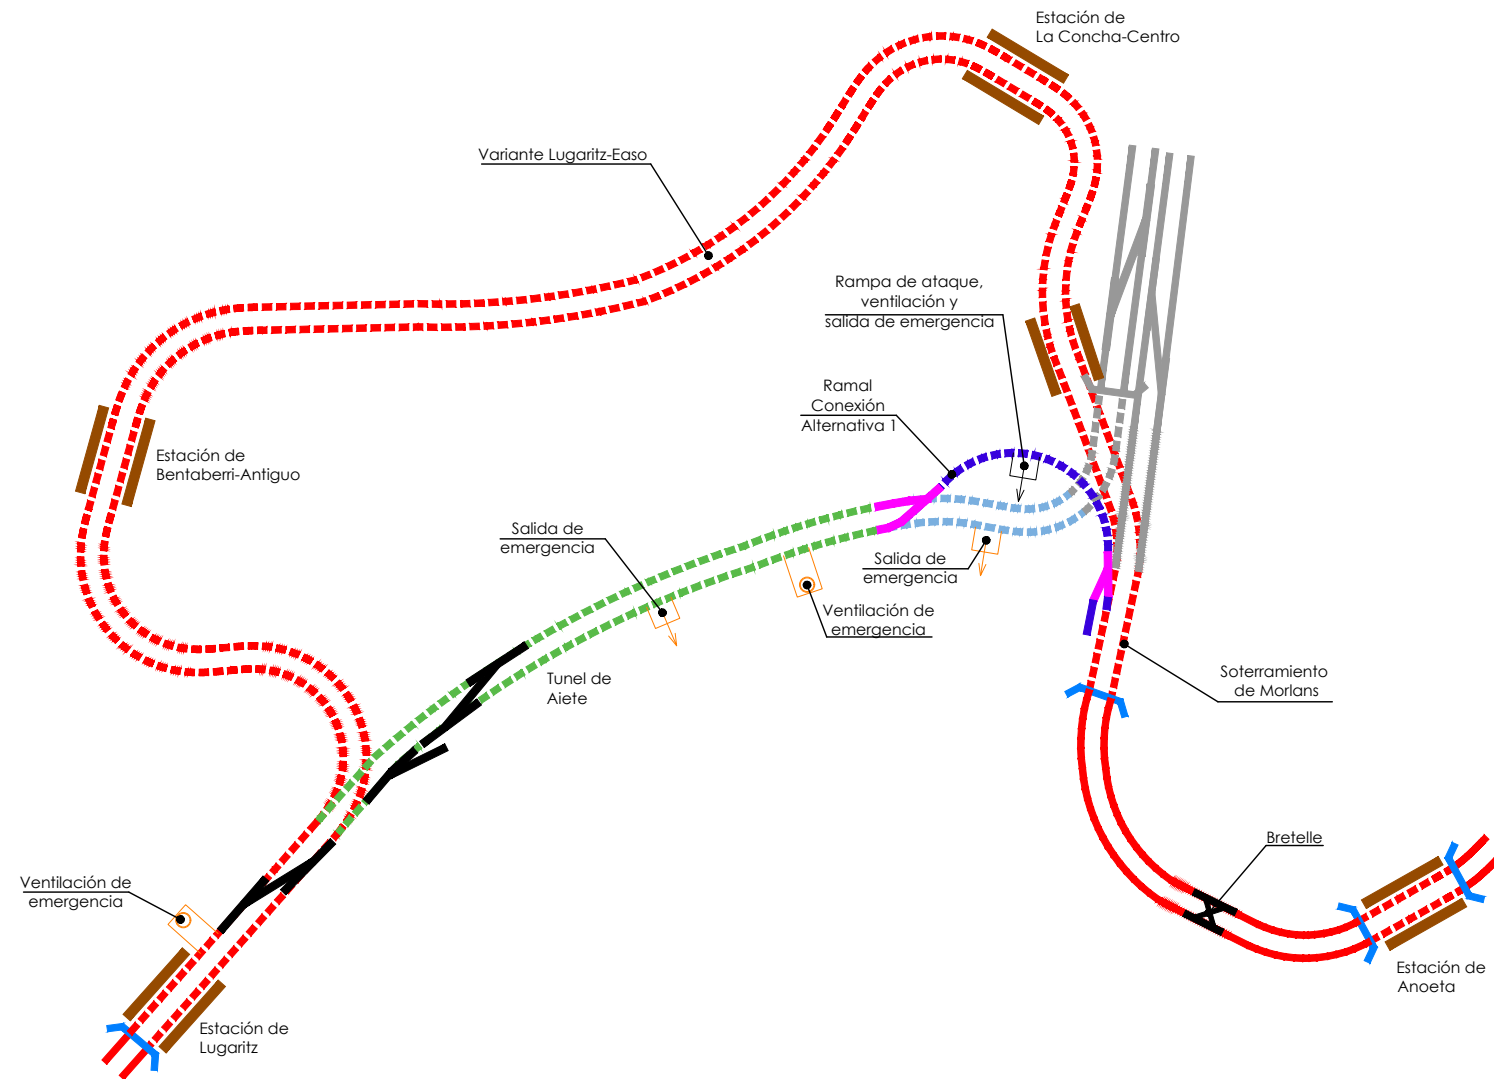 Estación de
La Concha-Centro
Variante Lugaritz-Easo
Rampa de ataque,
ventilación y
salida de emergencia
Ramal
Conexión
Alternativa 1
Estación de
Bentaberri-Antiguo
Salida de
emergencia
Salida de
emergencia
Ventilación de
emergencia
Tunel de
Aiete
Soterramiento
de Morlans
Bretelle
Ventilación de
emergencia
Estación de
Anoeta
Estación de
Lugaritz